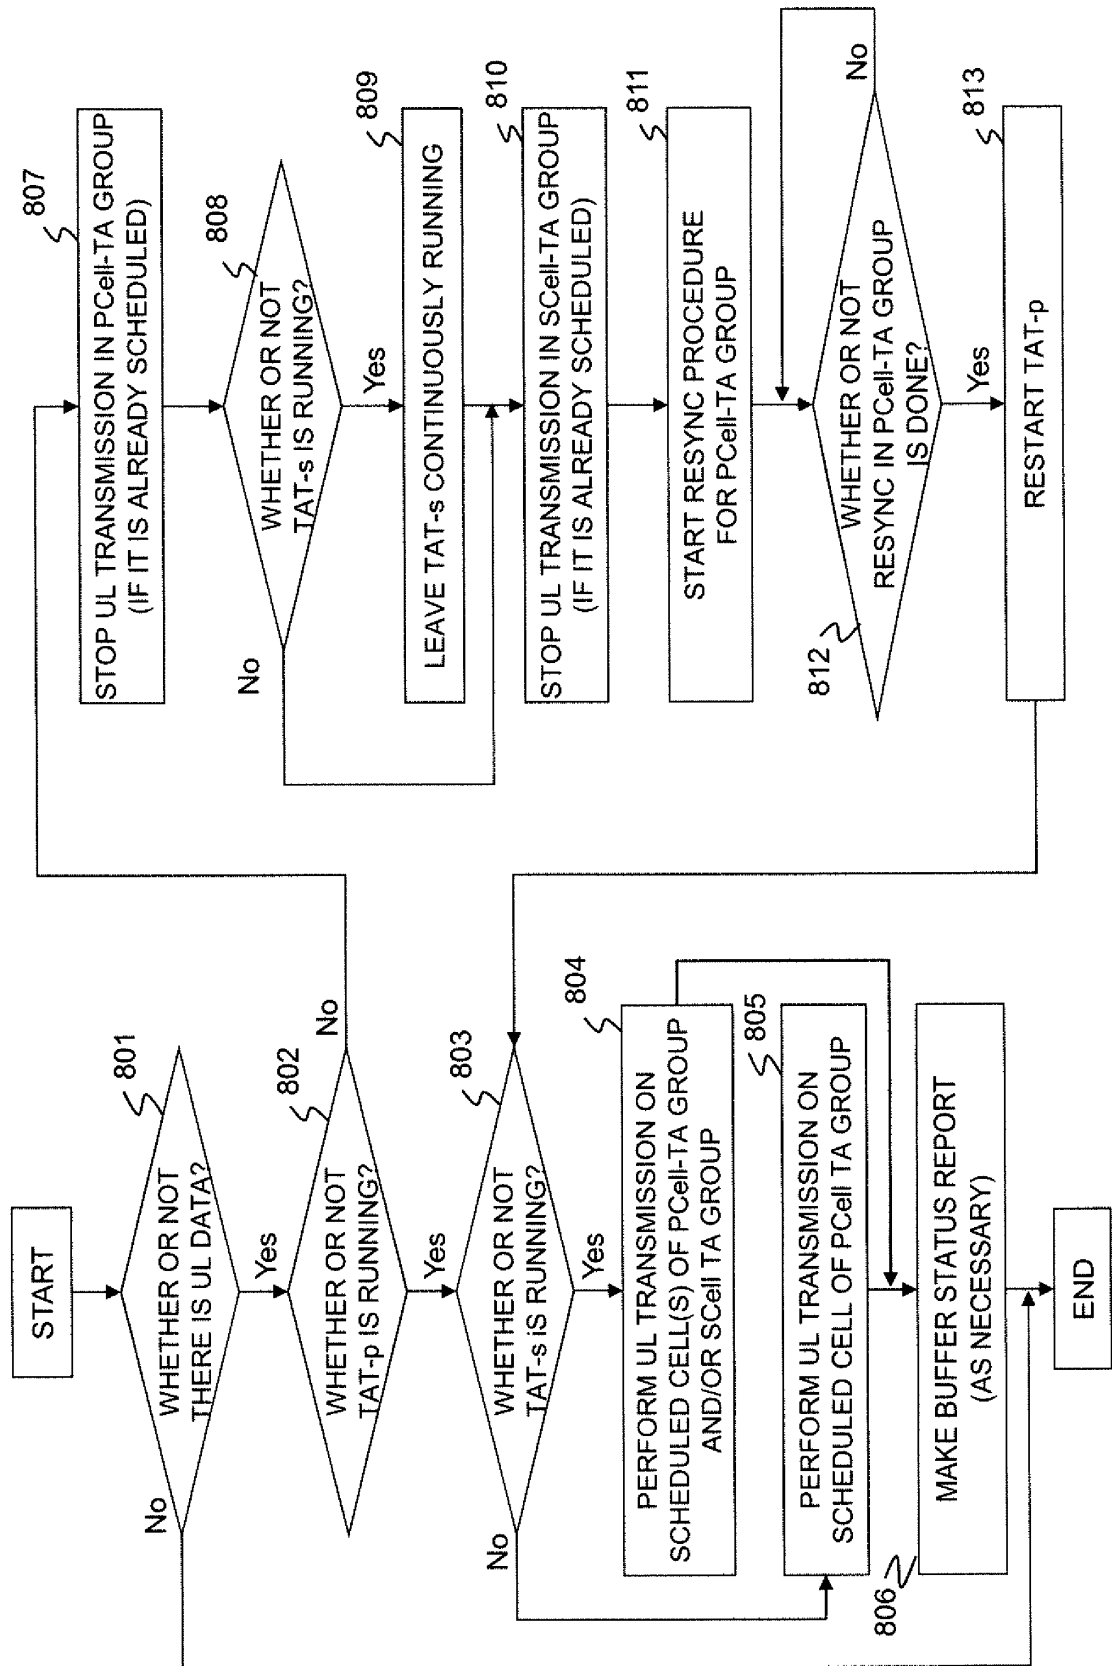 START
WHETHER OR NOT
THERE IS UL DATA?
801
No
Yes
WHETHER OR NOT
TAT-p IS RUNNING?
802
No
Yes
WHETHER OR NOT
TAT-s iS RUNNING?
803
No
Yes
PERFORM UL TRANSMISSION ON
SCHEDULED CELL(S) OF PCell-TA GROUP
AND/OR SCell TA GROUP
804
PERFORM UL TRANSMISSION ON
SCHEDULED CELL OF PCell TA GROUP
805
MAKE BUFFER STATUS REPORT
(AS NECESSARY)
806
END
STOP UL TRANSMISSION IN PCell-TA GROUP
(IF IT IS ALREADY SCHEDULED)
807
WHETHER OR NOT
TAT-s IS RUNNING?
808
No
Yes
LEAVE TAT-s CONTINUOUSLY RUNNING
809
STOP UL TRANSMISSION IN SCell-TA GROUP
(IF IT IS ALREADY SCHEDULED)
810
START RESYNC PROCEDURE
FOR PCell-TA GROUP
811
WHETHER OR NOT
RESYNC IN PCell-TA GROUP
IS DONE?
812
No
Yes
RESTART TAT-p
813